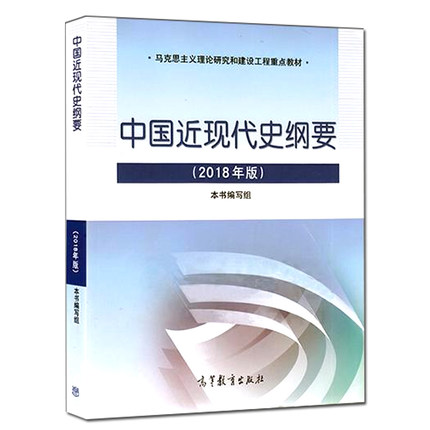 · 马克思主义理论研究和建设工程重点教材 ·
中国近现代史纲要
(2018年版)
本书编写组
高等教育出版社
中国近现代史纲要
(2018年版)
本书编写组